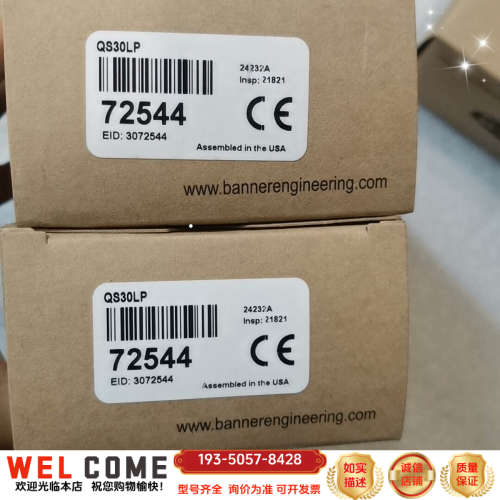 QS30LP
24232A
Insp: 21821
72544
CE
EID: 3072544
Assembled in the USA
www.bannerengineering.com
QS30LP
24232A
Insp: 21821
72544
CE
EID: 3072544
Assembled in the USA
www.bannerengineering.com
WEL COME
欢迎光临本店 祝您购物愉快!
193-5057-8428
型号齐全 询价为准 可开发票
如实
描述
诚信
店铺
质量
保证